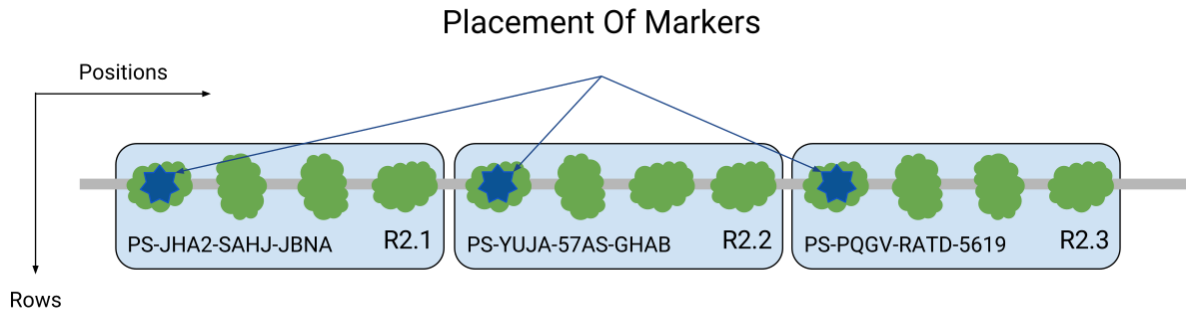 Placement Of Markers
Positions
PS-JHA2-SAHJ-JBNA R2.1
PS-YUJA-57AS-GHAB R2.2
PS-PQGV-RATD-5619 R2.3
Rows